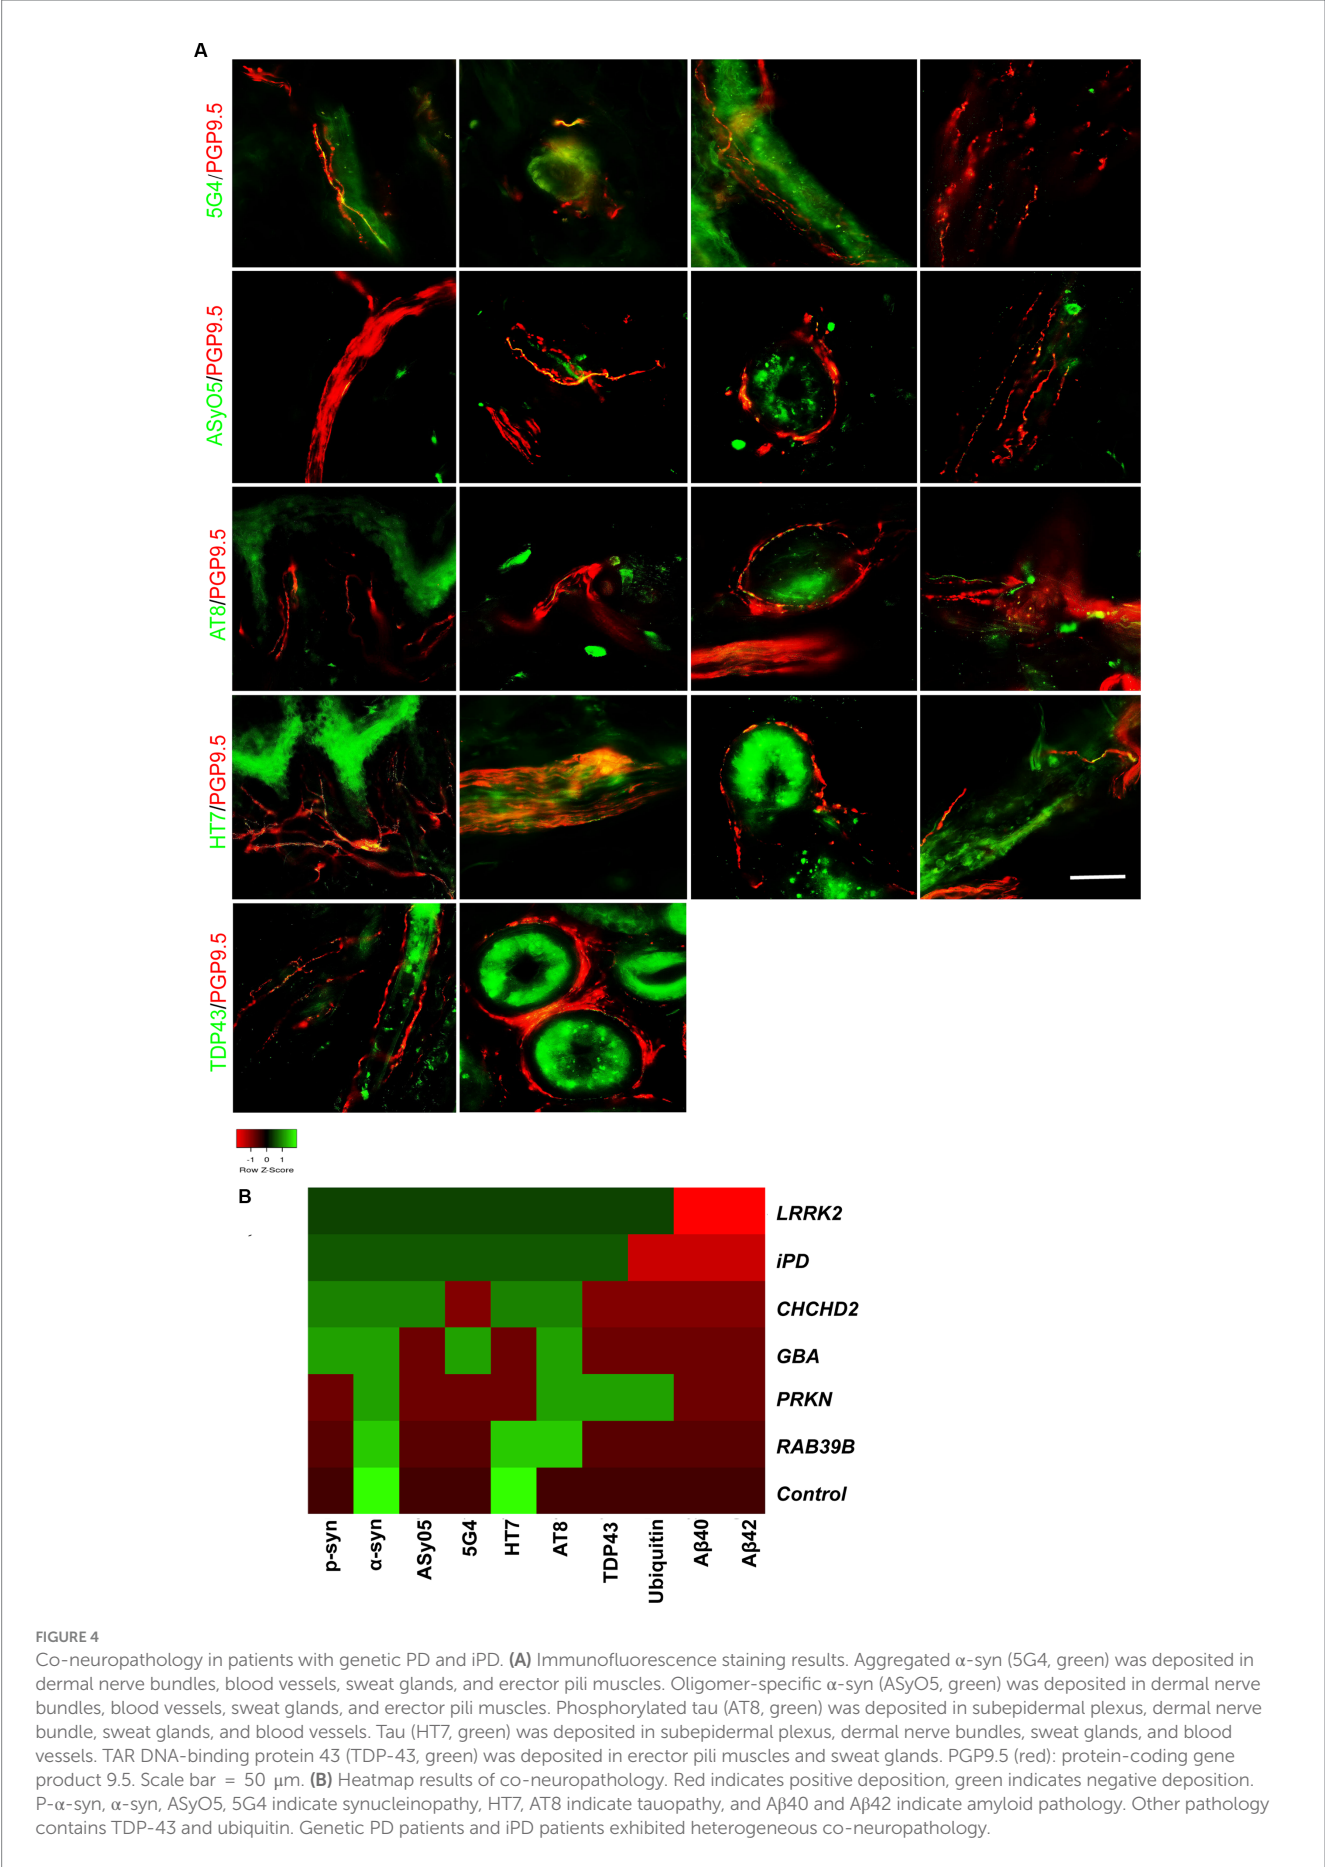 A
5G4/PGP9.5
ASyO5/PGP9.5
AT8/PGP9.5
HT7/PGP9.5
TDP43/PGP9.5
-1 0 1
Row Z-Score
B
LRRK2
iPD
CHCHD2
GBA
PRKN
RAB39B
Control
p-syn
α-syn
ASy05
5G4
HT7
AT8
TDP43
Ubiquitin
Aβ40
Aβ42
FIGURE 4
Co-neuropathology in patients with genetic PD and iPD. (A) Immunofluorescence staining results. Aggregated α-syn (5G4, green) was deposited in
dermal nerve bundles, blood vessels, sweat glands, and erector pili muscles. Oligomer-specific α-syn (ASyO5, green) was deposited in dermal nerve
bundles, blood vessels, sweat glands, and erector pili muscles. Phosphorylated tau (AT8, green) was deposited in subepidermal plexus, dermal nerve
bundle, sweat glands, and blood vessels. Tau (HT7, green) was deposited in subepidermal plexus, dermal nerve bundles, sweat glands, and blood
vessels. TAR DNA-binding protein 43 (TDP-43, green) was deposited in erector pili muscles and sweat glands. PGP9.5 (red): protein-coding gene
product 9.5. Scale bar = 50 μm. (B) Heatmap results of co-neuropathology. Red indicates positive deposition, green indicates negative deposition.
P-α-syn, α-syn, ASyO5, 5G4 indicate synucleinopathy, HT7, AT8 indicate tauopathy, and Aβ40 and Aβ42 indicate amyloid pathology. Other pathology
contains TDP-43 and ubiquitin. Genetic PD patients and iPD patients exhibited heterogeneous co-neuropathology.